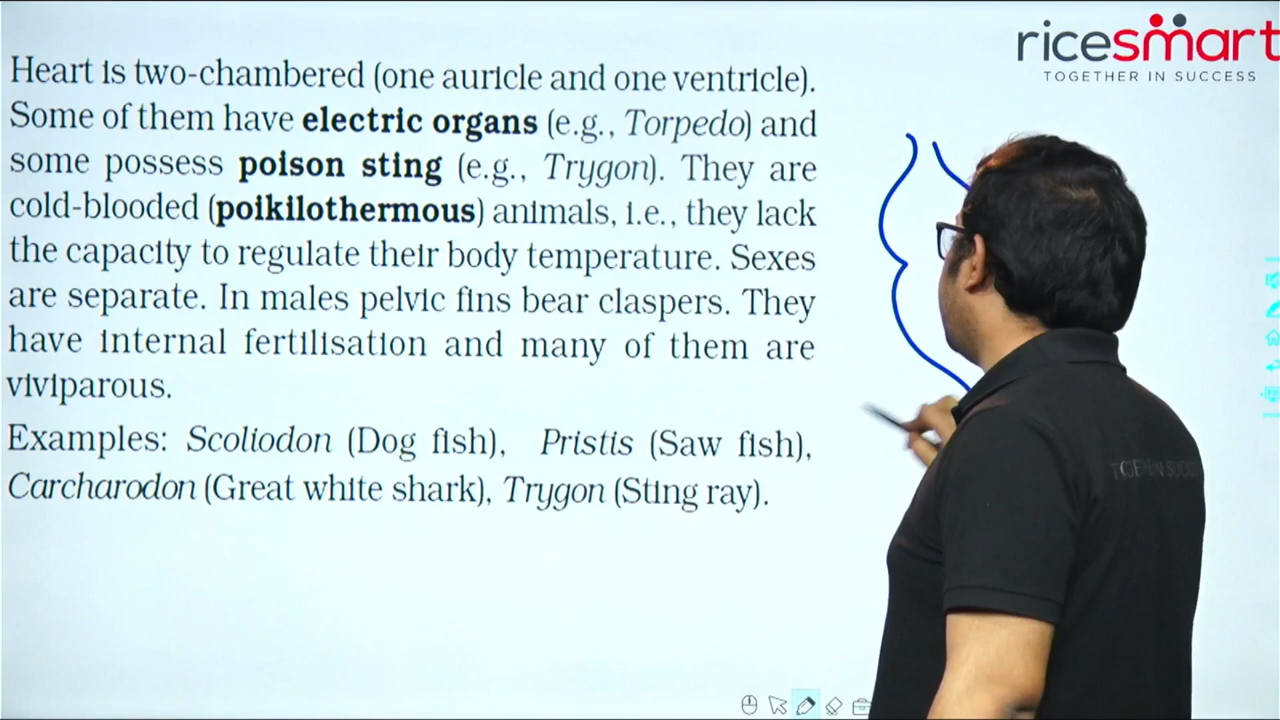 ricesmart
TOGETHER IN SUCCESS
Heart is two-chambered (one auricle and one ventricle).
Some of them have electric organs (e.g., Torpedo) and
some possess poison sting (e.g., Trygon). They are
cold-blooded (poikilothermous) animals, i.e., they lack
the capacity to regulate their body temperature. Sexes
are separate. In males pelvic fins bear claspers. They
have internal fertilisation and many of them are
viviparous.
Examples: Scoliodon (Dog fish), Pristis (Saw fish),
Carcharodon (Great white shark), Trygon (Sting ray).